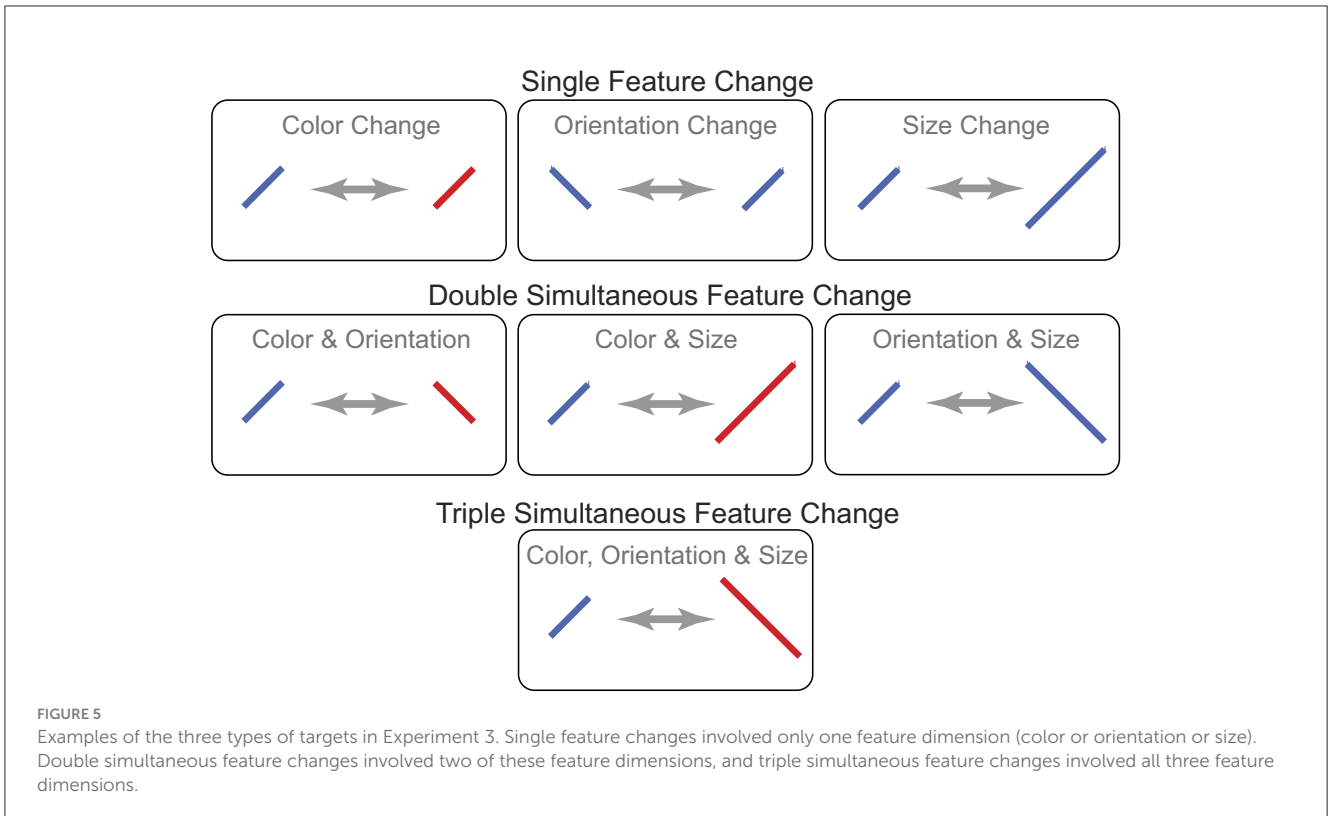 Single Feature Change
Color Change
Orientation Change
Size Change
Double Simultaneous Feature Change
Color & Orientation
Color & Size
Orientation & Size
Triple Simultaneous Feature Change
Color, Orientation & Size
FIGURE 5
Examples of the three types of targets in Experiment 3. Single feature changes involved only one feature dimension (color or orientation or size).
Double simultaneous feature changes involved two of these feature dimensions, and triple simultaneous feature changes involved all three feature
dimensions.